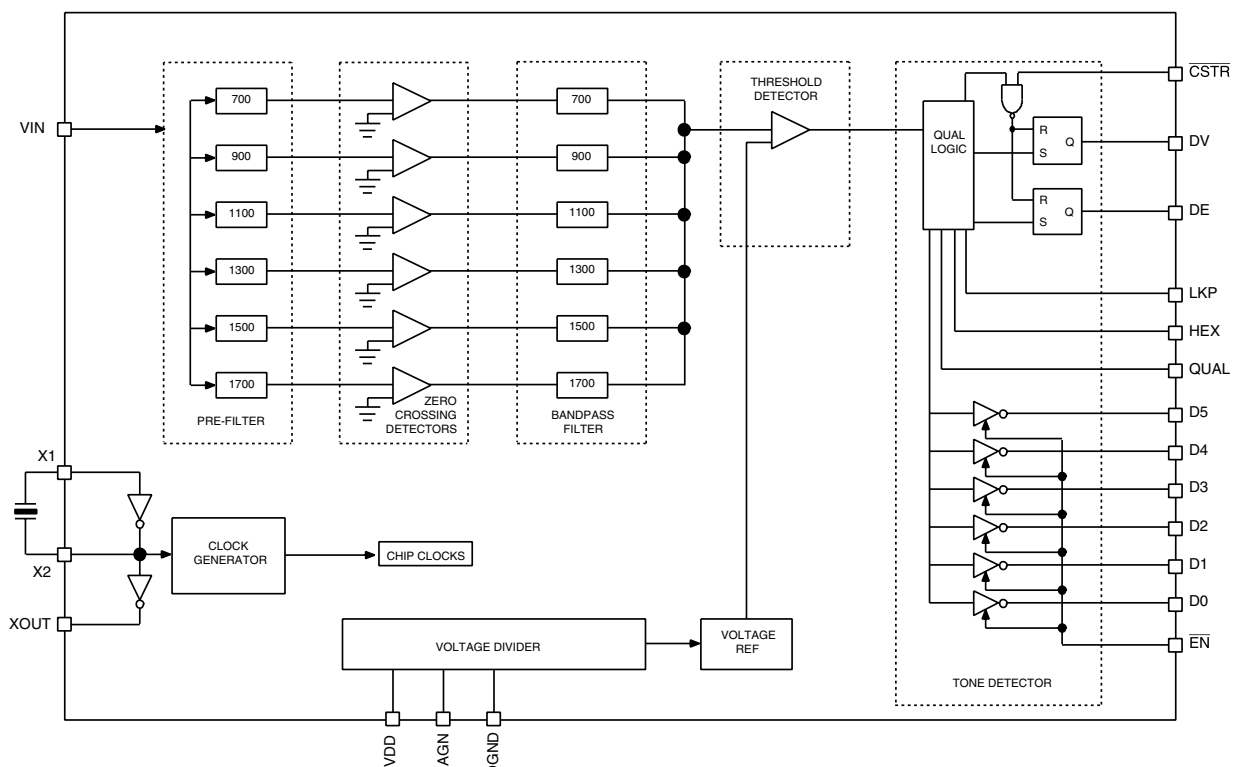 VIN
X1
X2
XOUT
PRE-FILTER
700
900
1100
1300
1500
1700
ZERO
CROSSING
DETECTORS
BANDPASS
FILTER
700
900
1100
1300
1500
1700
THRESHOLD
DETECTOR
QUAL
LOGIC
R
S
Q
R
S
Q
TONE DETECTOR
CLOCK
GENERATOR
CHIP CLOCKS
VOLTAGE DIVIDER
VOLTAGE
REF
VDD
AGN
CSTR
DV
DE
LKP
HEX
QUAL
D5
D4
D3
D2
D1
D0
EN